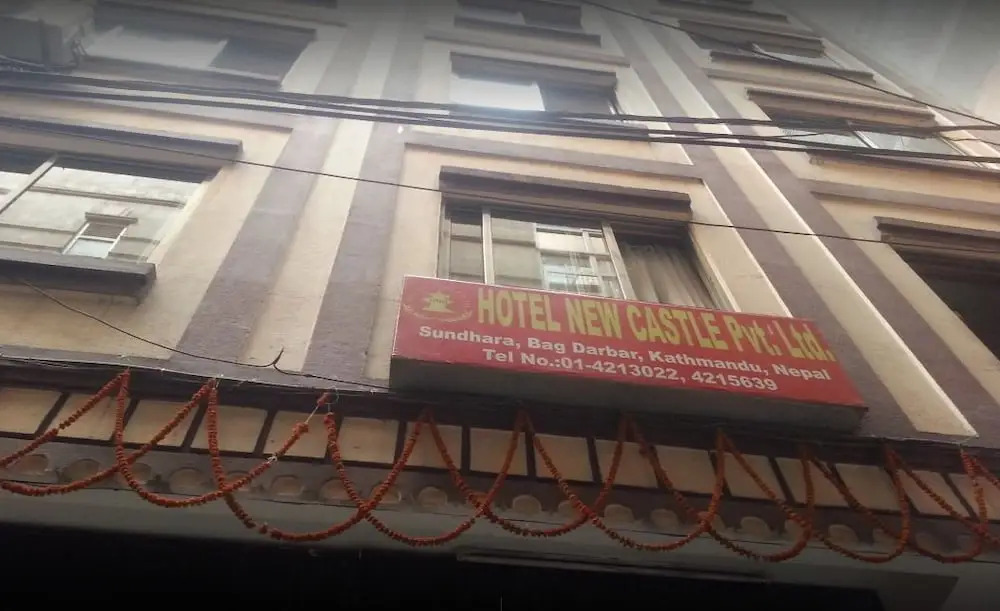 HOTEL NEW CASTLE Pvt.: Ltd.
Sundhara, Bag Darbar, Kathmandu, Nepal
Tel No.:01-4213022, 4215639